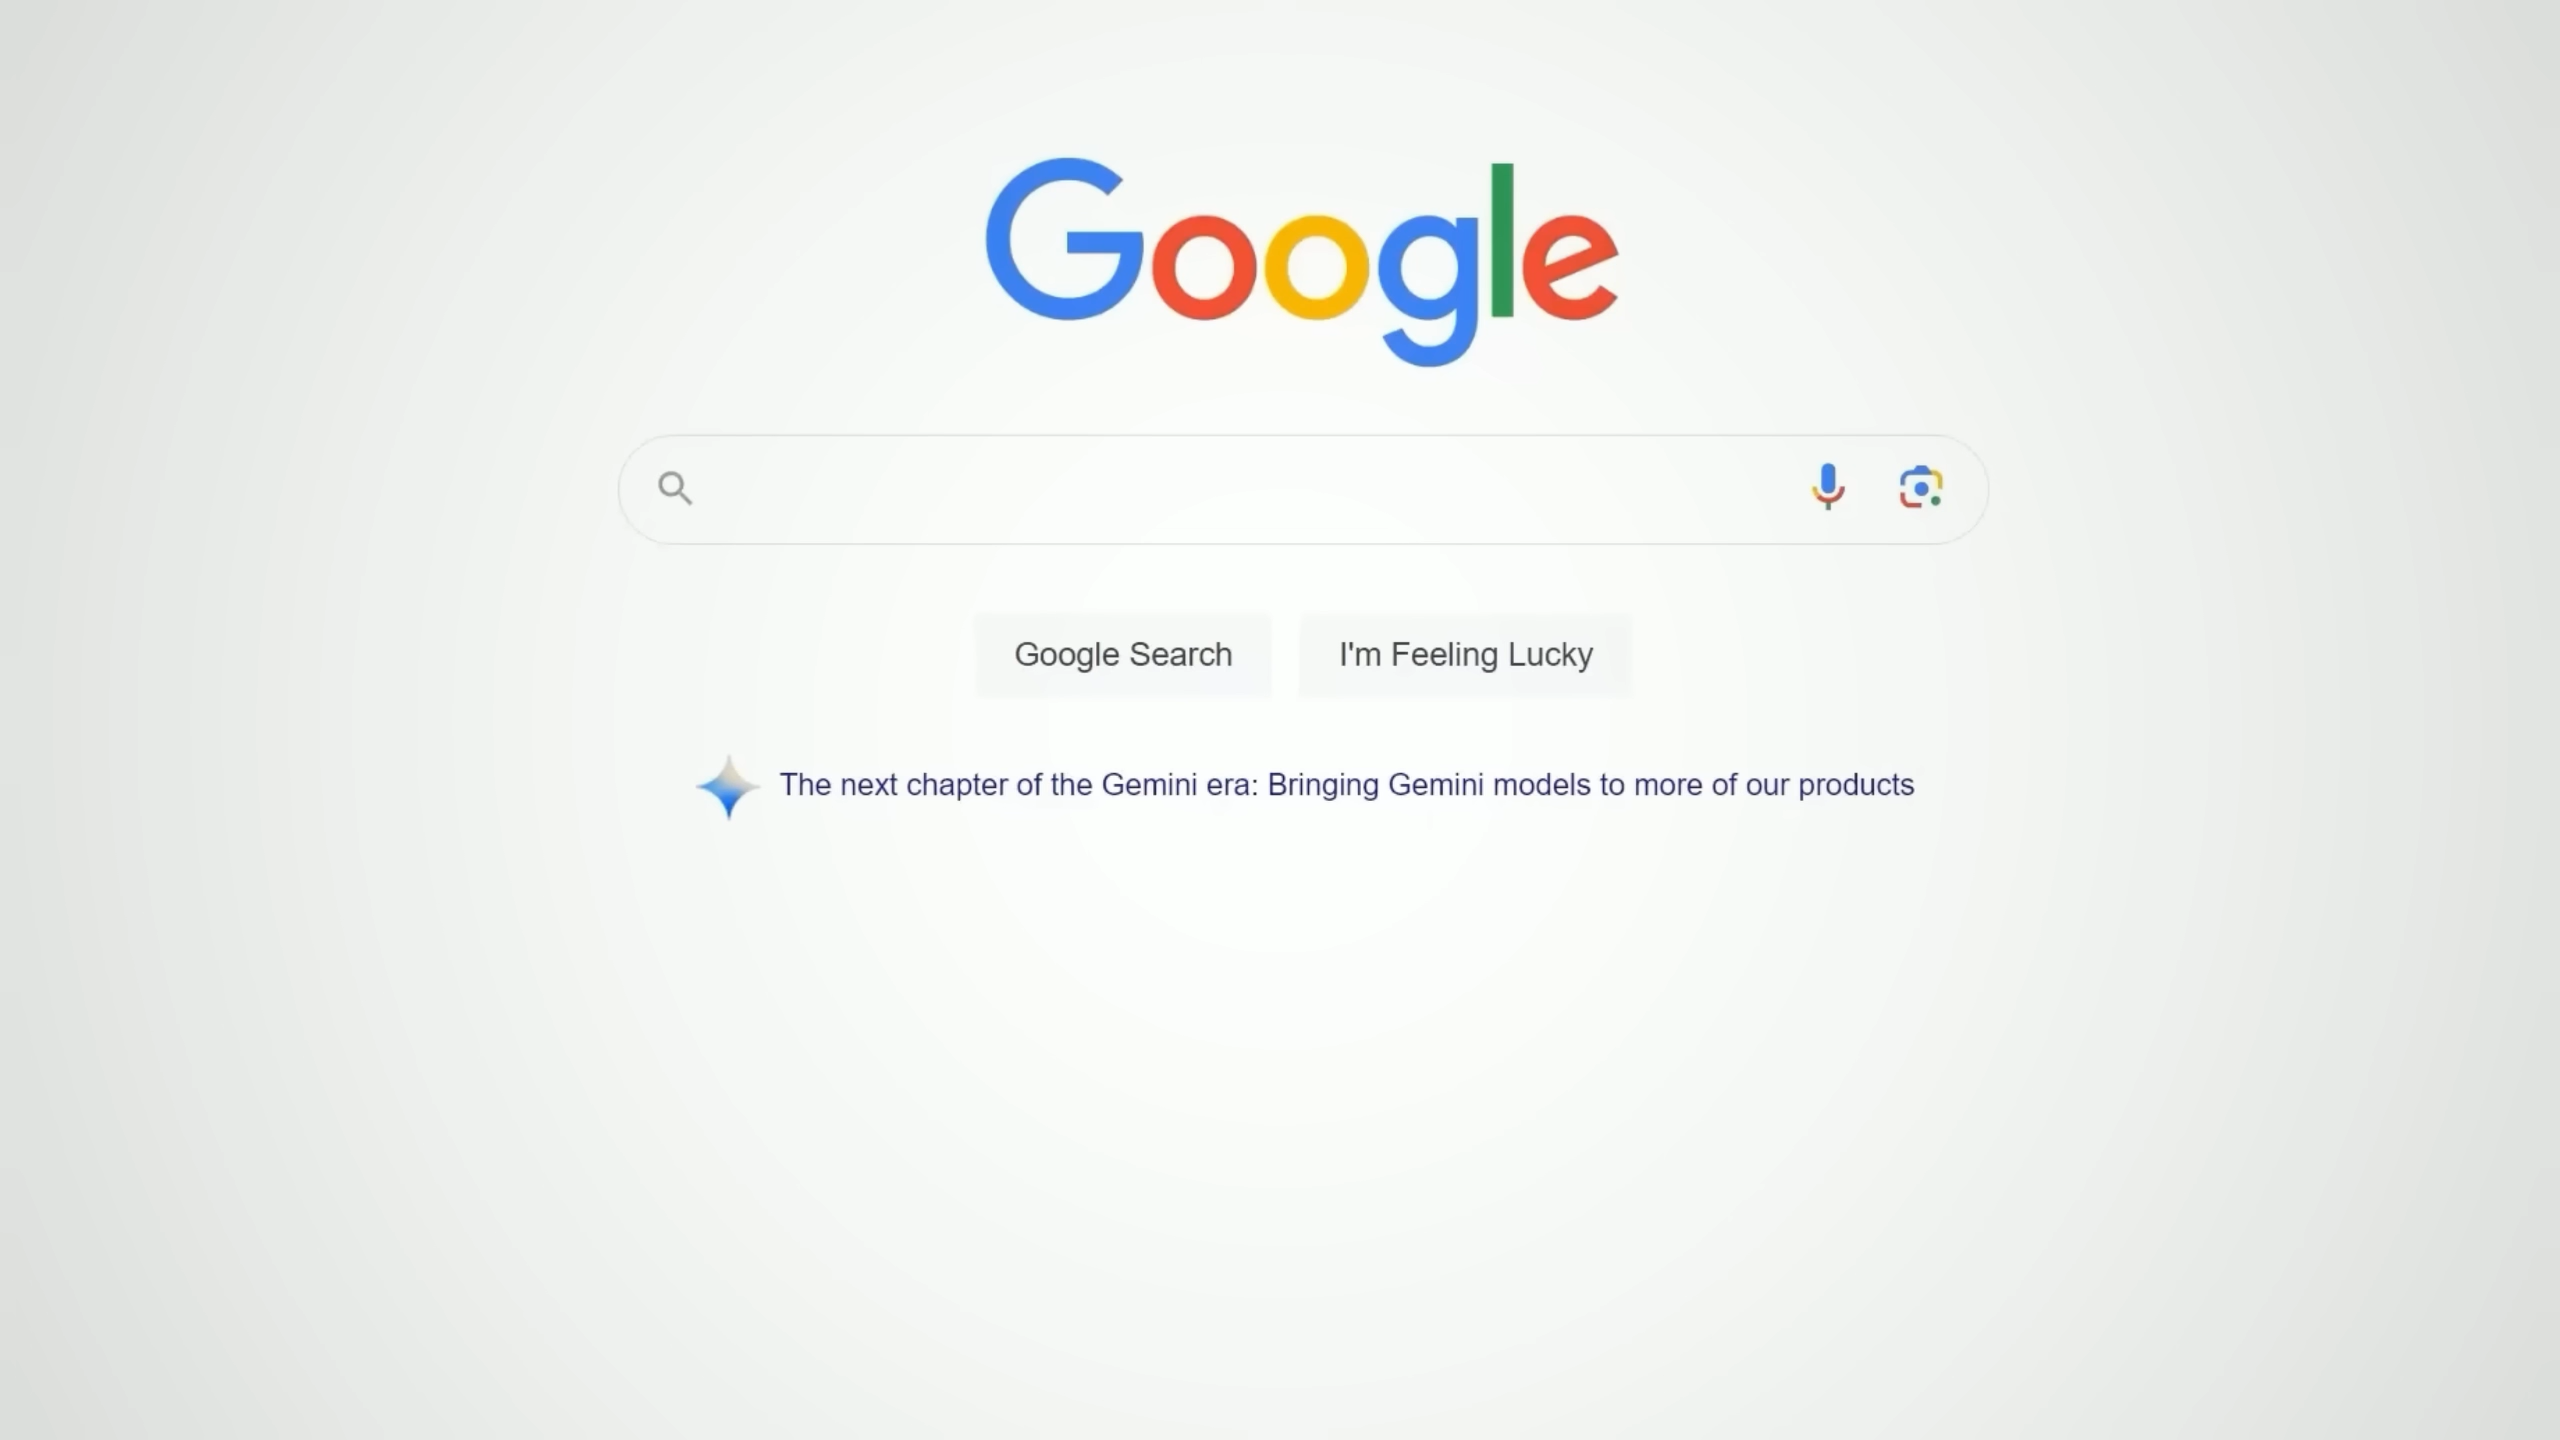 Google
Google Search
I'm Feeling Lucky
The next chapter of the Gemini era: Bringing Gemini models to more of our products